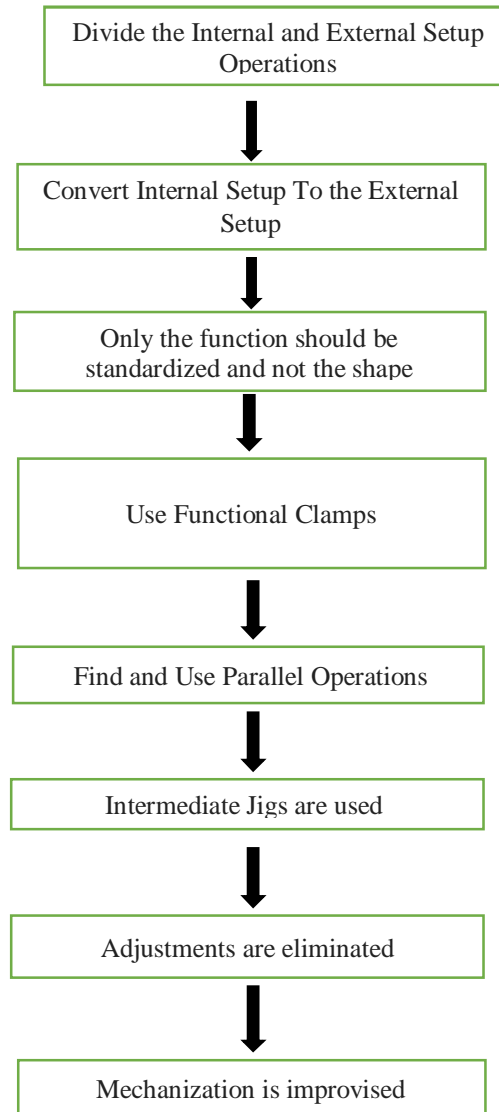 Divide the Internal and External Setup
Operations
Convert Internal Setup To the External
Setup
Only the function should be
standardized and not the shape
Use Functional Clamps
Find and Use Parallel Operations
Intermediate Jigs are used
Adjustments are eliminated
Mechanization is improvised